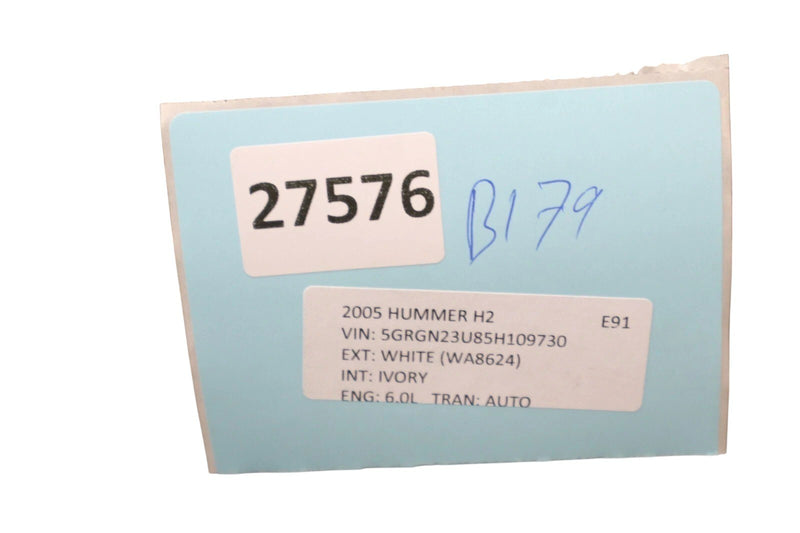 27576
B179
2005 HUMMER H2 E91
VIN: 5GRGN23U85H109730
EXT: WHITE (WA8624)
INT: IVORY
ENG: 6.0L TRAN: AUTO